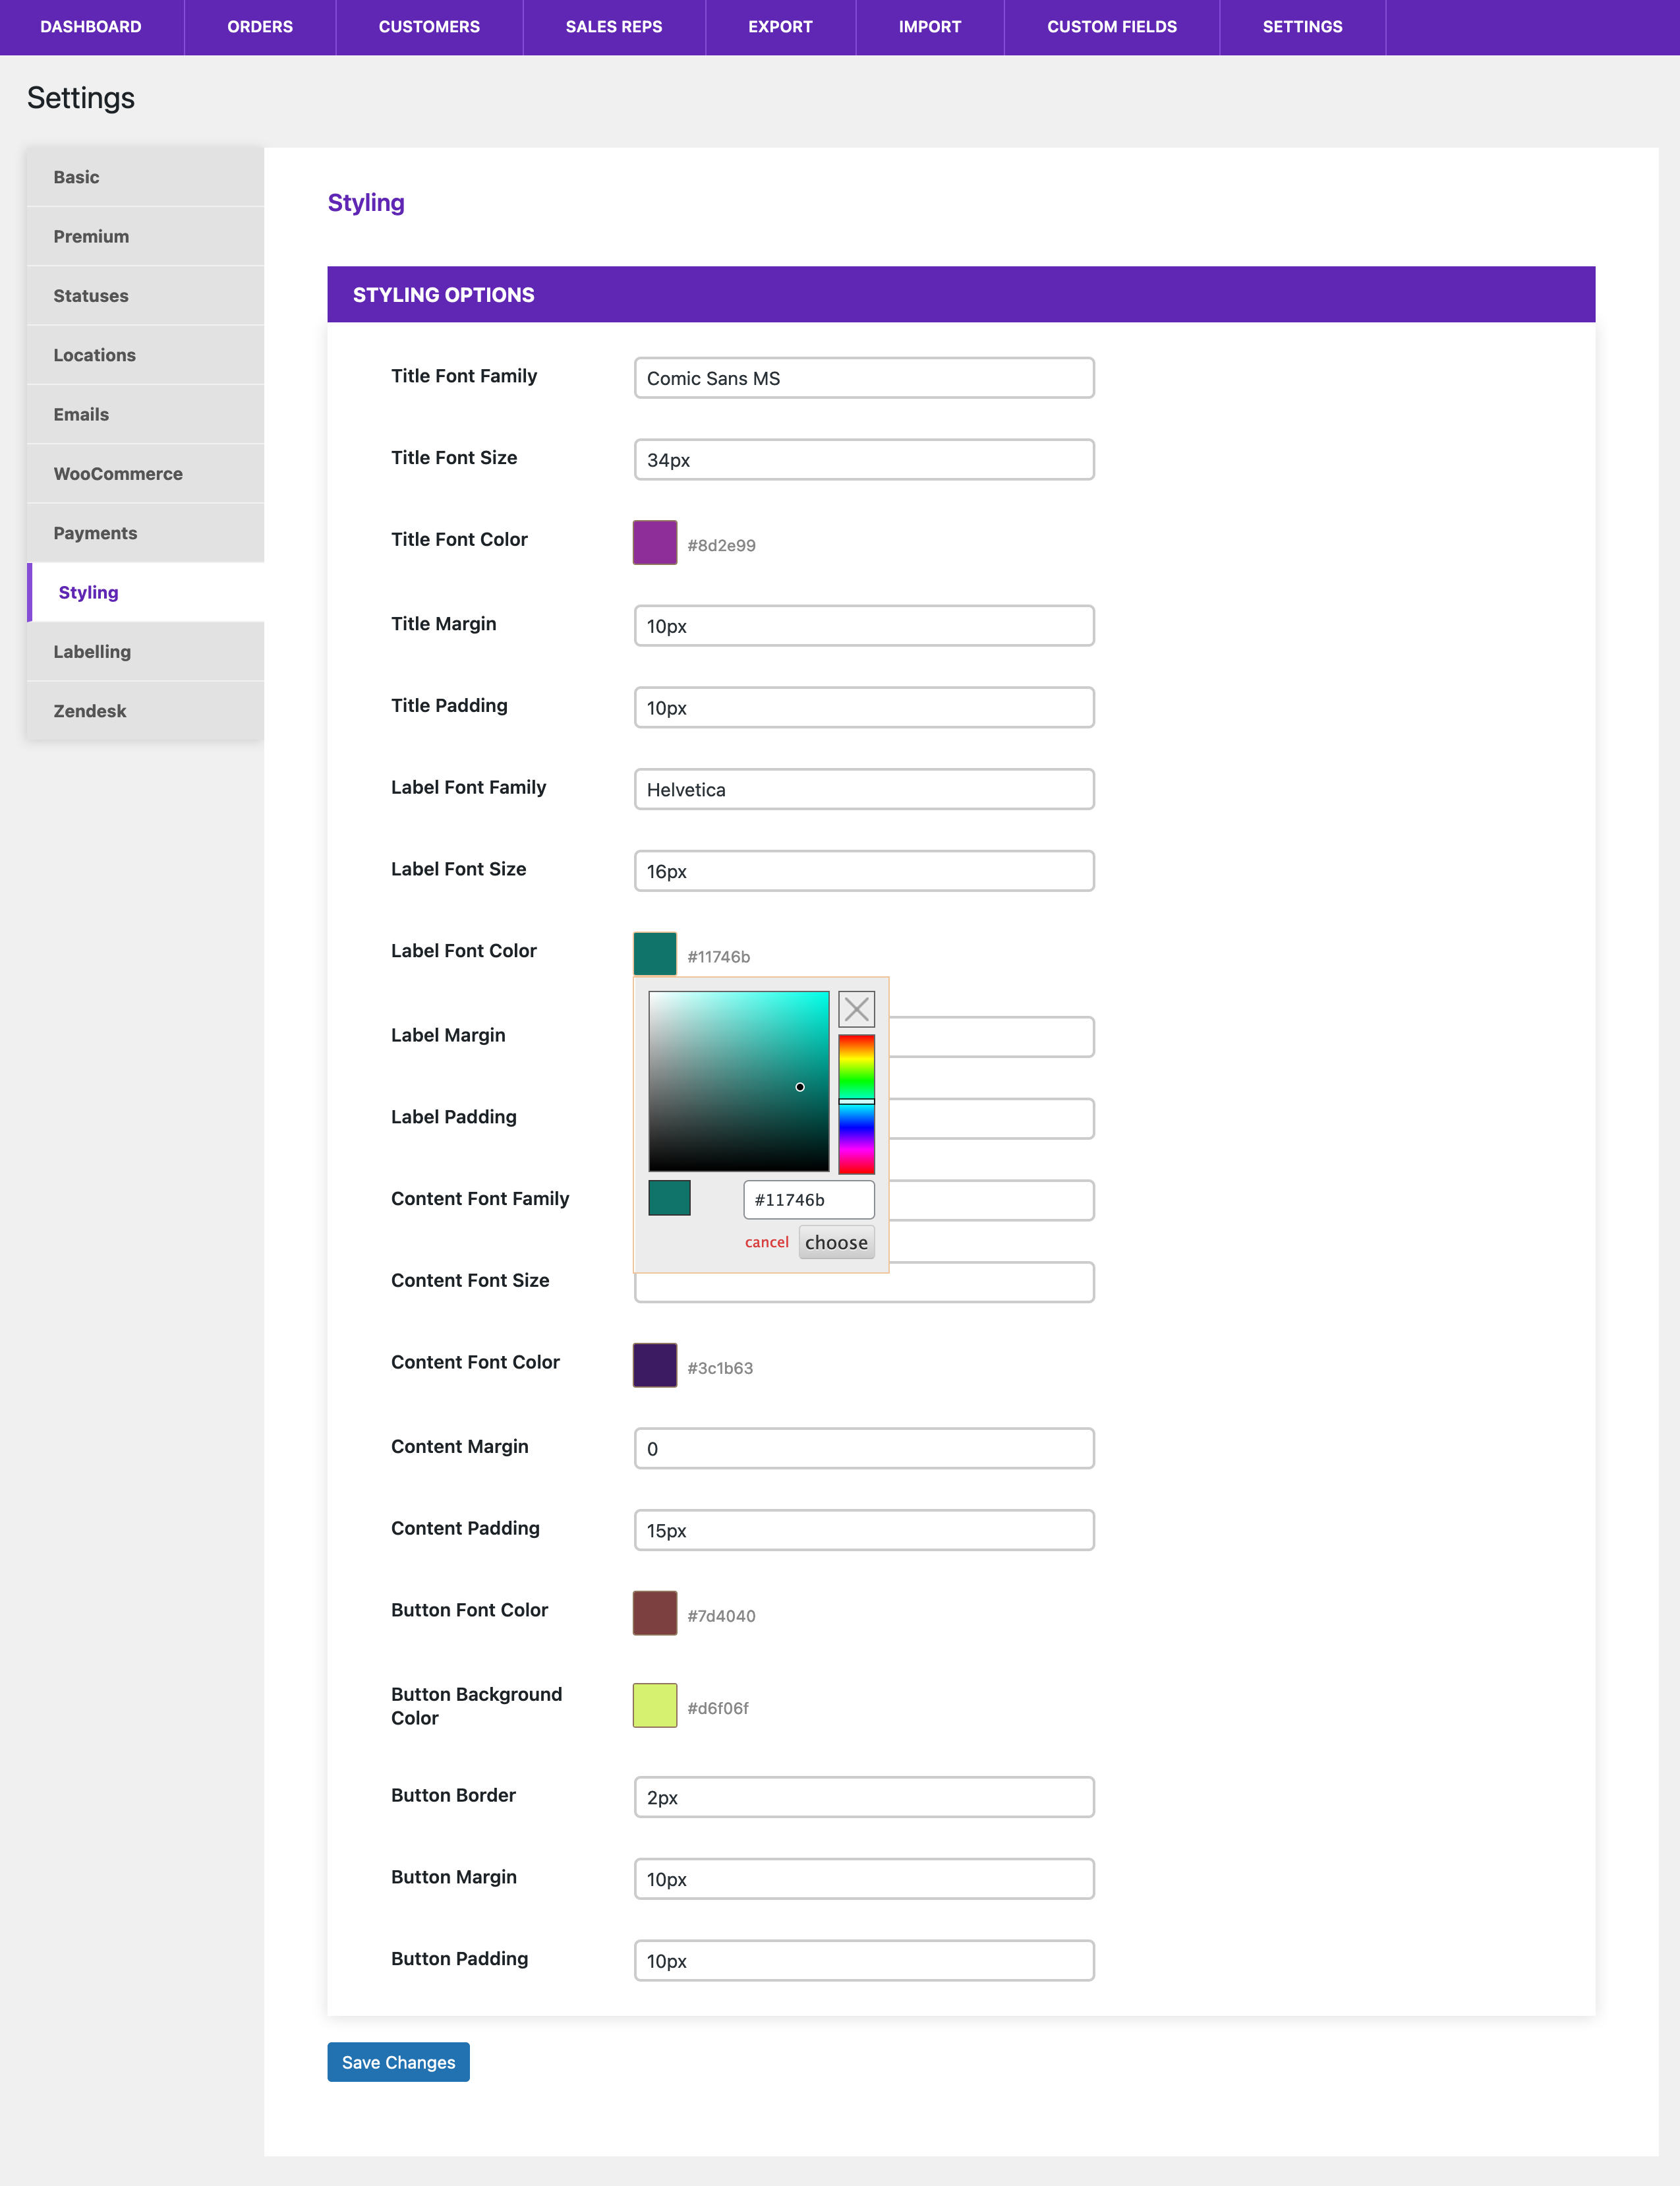 DASHBOARD ORDERS CUSTOMERS SALES REPS EXPORT IMPORT CUSTOM FIELDS SETTINGS
Settings
Basic
Premium
Statuses
Locations
Emails
WooCommerce
Payments
Styling
Labelling
Zendesk
Styling
STYLING OPTIONS
Title Font Family Comic Sans MS
Title Font Size 34px
Title Font Color #8d2e99
Title Margin 10px
Title Padding 10px
Label Font Family Helvetica
Label Font Size 16px
Label Font Color #11746b
Label Margin
Label Padding
Content Font Family #11746b
cancel choose
Content Font Size
Content Font Color #3c1b63
Content Margin 0
Content Padding 15px
Button Font Color #7d4040
Button Background
Color
#d6f06f
Button Border 2px
Button Margin 10px
Button Padding 10px
Save Changes